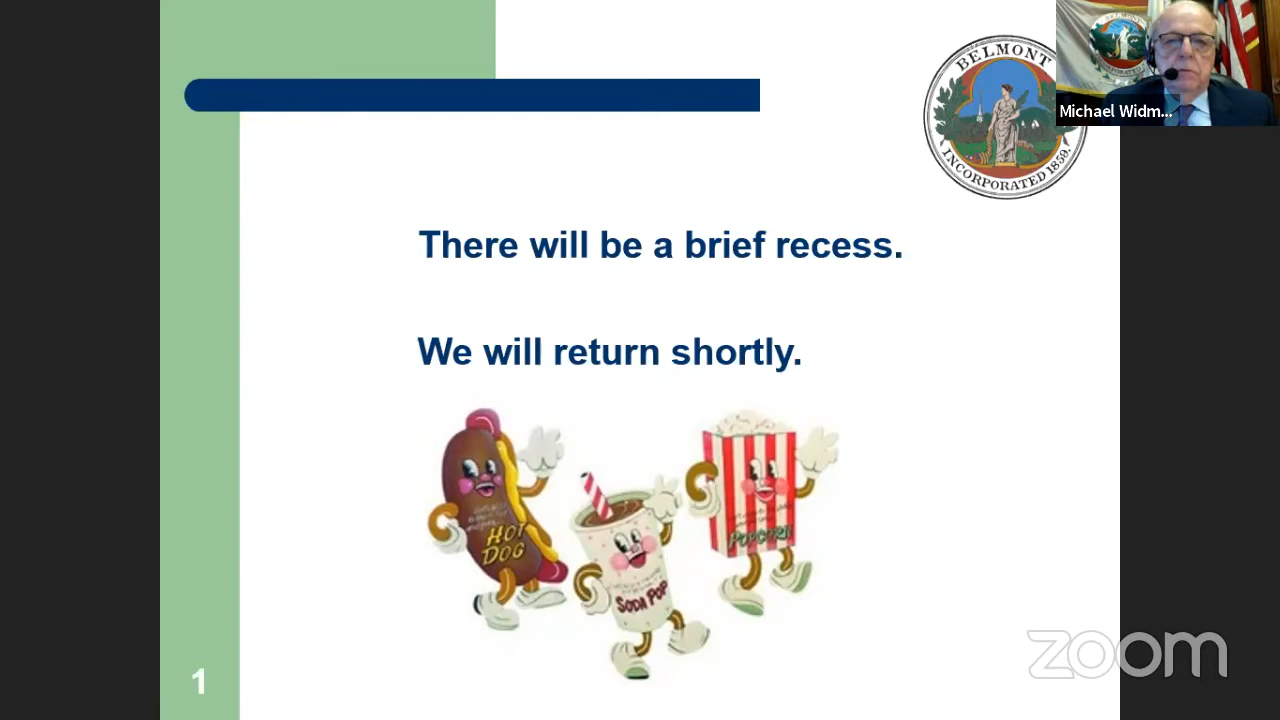 BELMONT
INCORPORATED 1859.
BELMONT
Michael Widm...
There will be a brief recess.
We will return shortly.
HOT
DOG
SODA POP
POPCORN
zoom
1